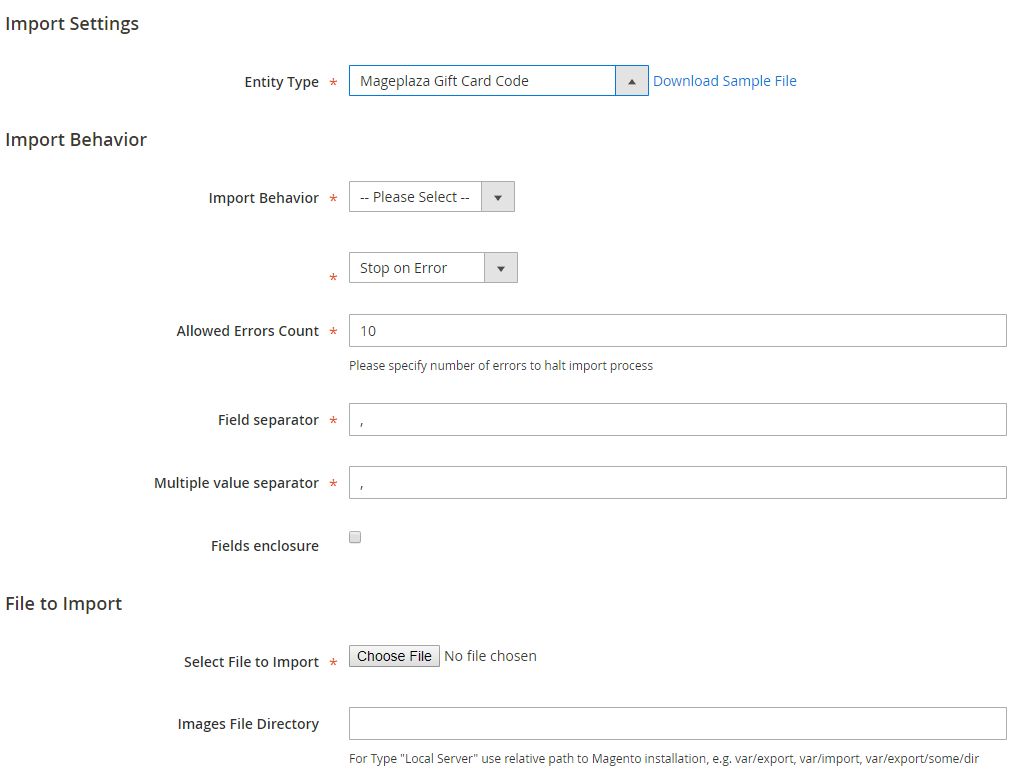 Import Settings
Entity Type * Mageplaza Gift Card Code Download Sample File
Import Behavior
Import Behavior * -- Please Select --
* Stop on Error
Allowed Errors Count * 10
Please specify number of errors to halt import process
Field separator * ,
Multiple value separator * ,
Fields enclosure
File to Import
Select File to Import * Choose File No file chosen
Images File Directory
For Type "Local Server" use relative path to Magento installation, e.g. var/export, var/import, var/export/some/dir